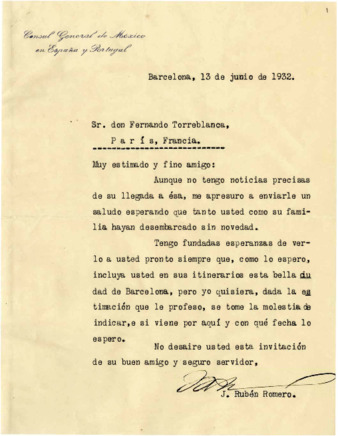 Consul General de Mexico
en España y Portugal
Barcelona, 13 de junio de 1932.
Sr. don Fernando Torreblanca,
P a r í s, Francia.
Muy estimado y fino amigo:
Aunque no tengo noticias precisas
de su llegada a ésa, me apresuro a enviarle un
saludo esperando que tanto usted como su fami-
lia hayan desembarcado sin novedad.
Tengo fundadas esperanzas de ver-
lo a usted pronto siempre que, como lo espero,
incluya usted en sus itinerarios esta bella ciu
dad de Barcelona, pero yo quisiera, dada la es
timación que le profeso, se tome la molestia de
indicar,e si viene por aquí y con qué fecha lo
espero.
No desaire usted esta invitación
de su buen amigo y seguro servidor,
J. Rubén Romero.